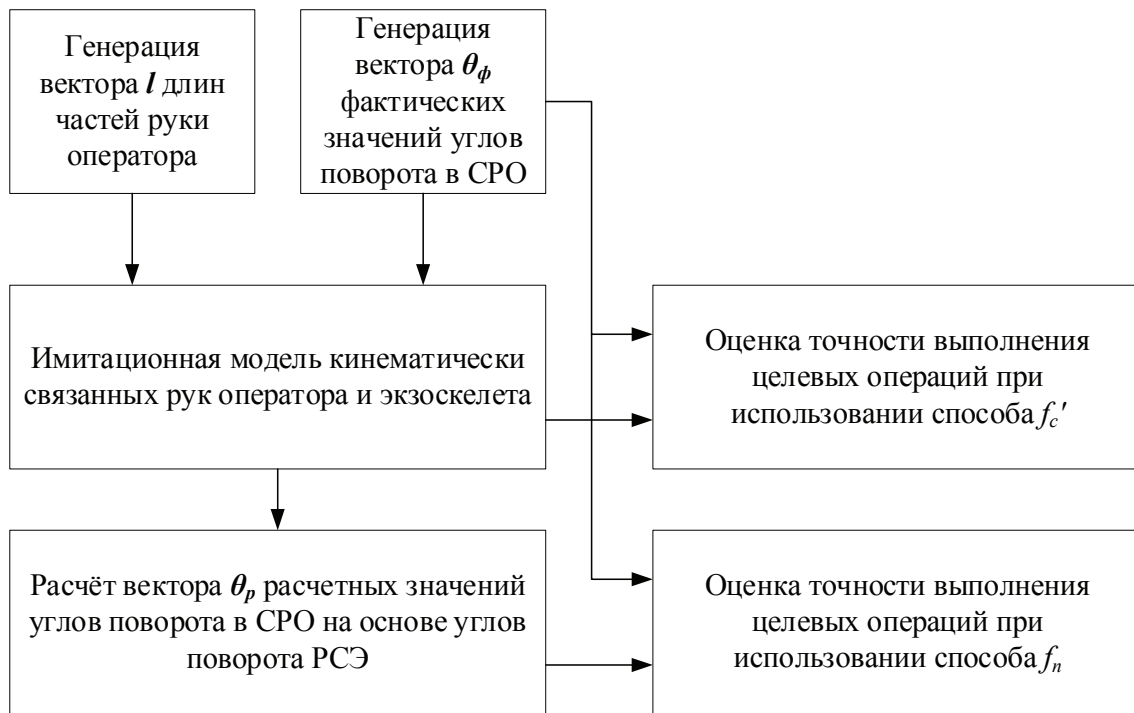 Генерация
вектора l длин
частей руки
оператора
Генерация
вектора θф
фактических
значений углов
поворота в СРО
Имитационная модель кинематически
связанных рук оператора и экзоскелета
Оценка точности выполнения
целевых операций при
использовании способа fc′
Расчёт вектора θр расчетных значений
углов поворота в СРО на основе углов
поворота РСЭ
Оценка точности выполнения
целевых операций при
использовании способа fn